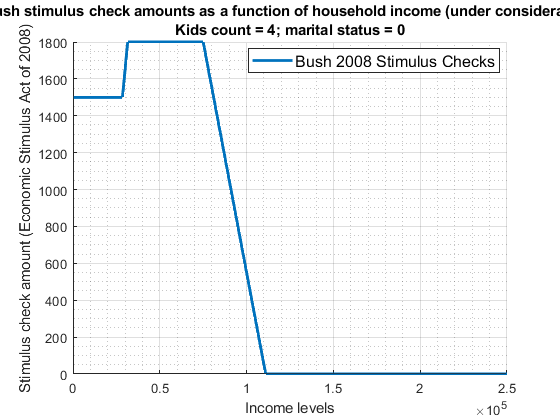 ush stimulus check amounts as a function of household income (under considera
Kids count = 4; marital status = 0
Stimulus check amount (Economic Stimulus Act of 2008)
1800
1600
1400
1200
1000
800
600
400
200
0
Bush 2008 Stimulus Checks
0 0.5 1 1.5 2 2.5
×10^5
Income levels